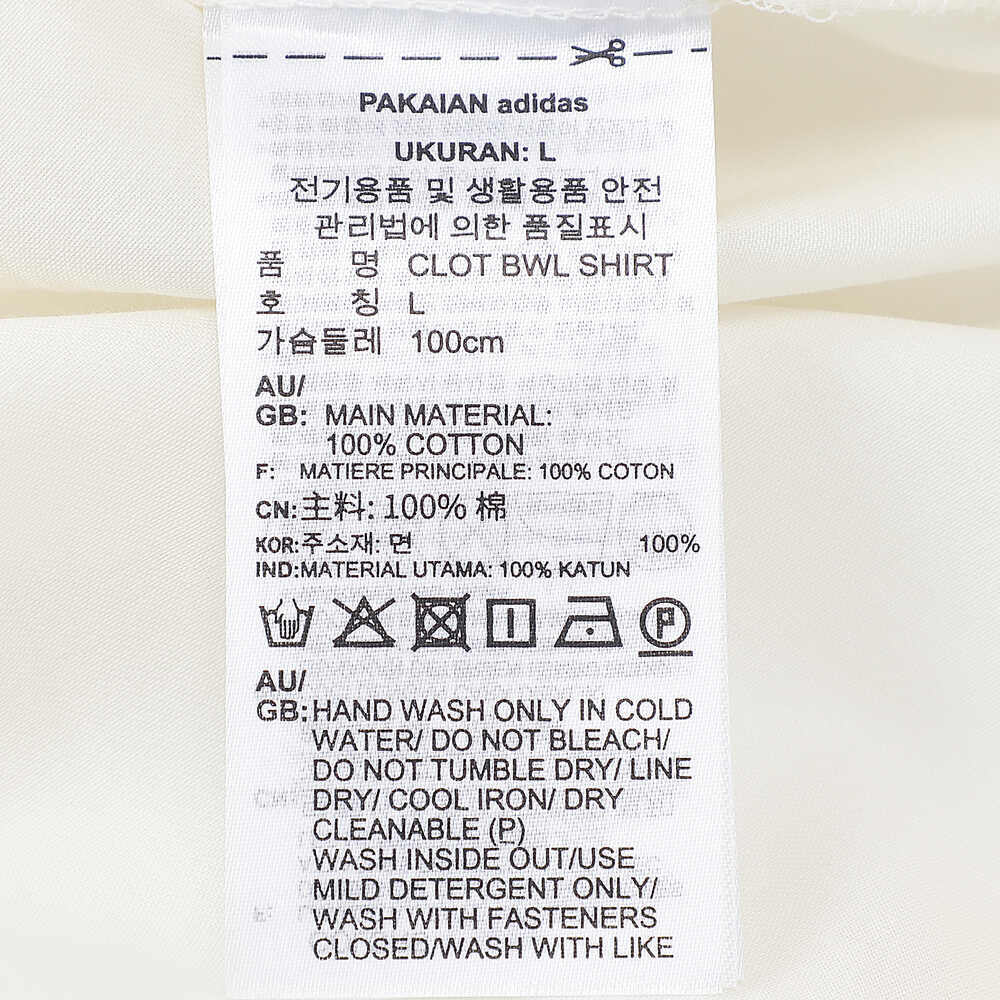 PAKAIAN adidas
UKURAN: L
전기용품 및 생활용품 안전
관리법에 의한 품질표시
품 명 CLOT BWL SHIRT
호 칭 L
가슴둘레 100cm
AU/
GB: MAIN MATERIAL:
100% COTTON
F: MATIERE PRINCIPALE: 100% COTON
CN: 主料: 100% 棉
KOR: 주소재: 면 100%
IND: MATERIAL UTAMA: 100% KATUN
P
AU/
GB: HAND WASH ONLY IN COLD
WATER/ DO NOT BLEACH/
DO NOT TUMBLE DRY/ LINE
DRY/ COOL IRON/ DRY
CLEANABLE (P)
WASH INSIDE OUT/USE
MILD DETERGENT ONLY/
WASH WITH FASTENERS
CLOSED/WASH WITH LIKE